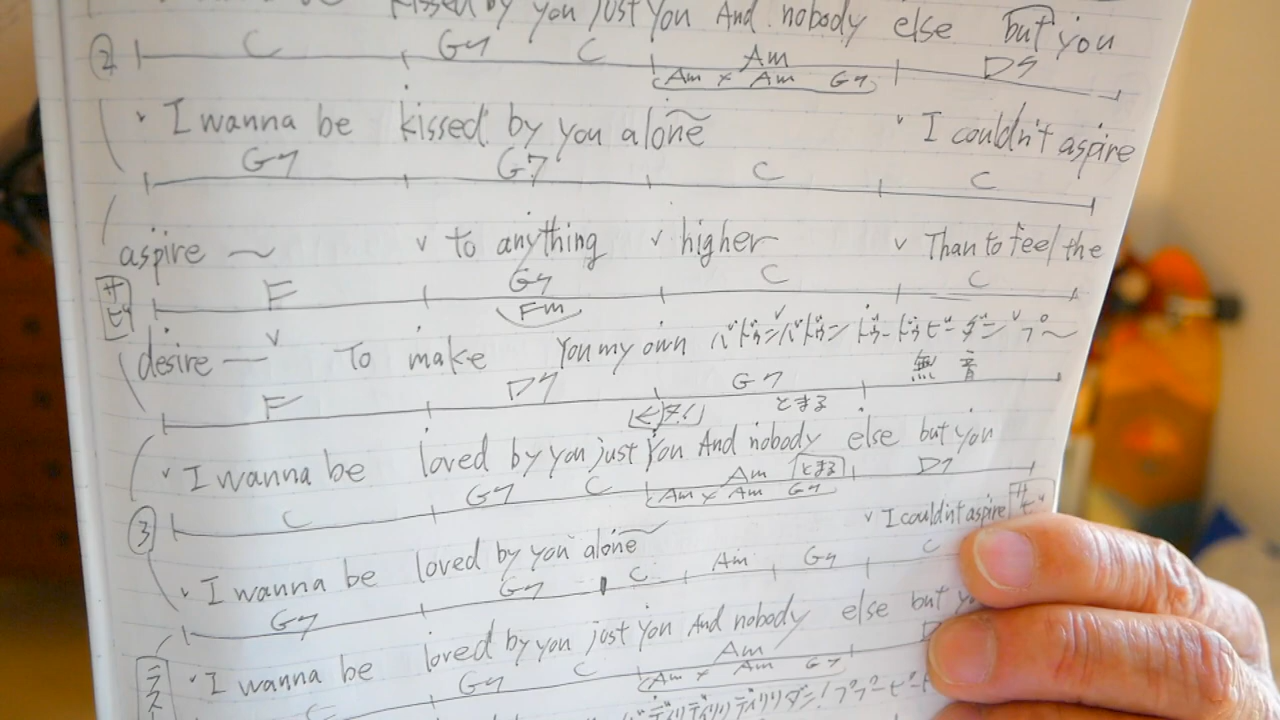 kissed by you just You And nobody else but you
② C G7 C Am D7
Am × Am G7
I wanna be kissed by you alone I couldn't aspire
G7 G7 C C
aspire ~ to anything higher Than to feel the
サビ F G7 C C
Fm
desire — To make You my own バドゥンバドゥン ドゥードゥビーダン プ〜
無音
F D7 G7
とまる
I wanna be loved by you just You And nobody else but you
③ C G7 C Am とまる D7
Am × Am G7
I wanna be loved by you alone I couldn't aspire サビ
G7 G7 C Am G7 C
I wanna be loved by you just You And nobody else but
C G7 C Am
Am × Am G7